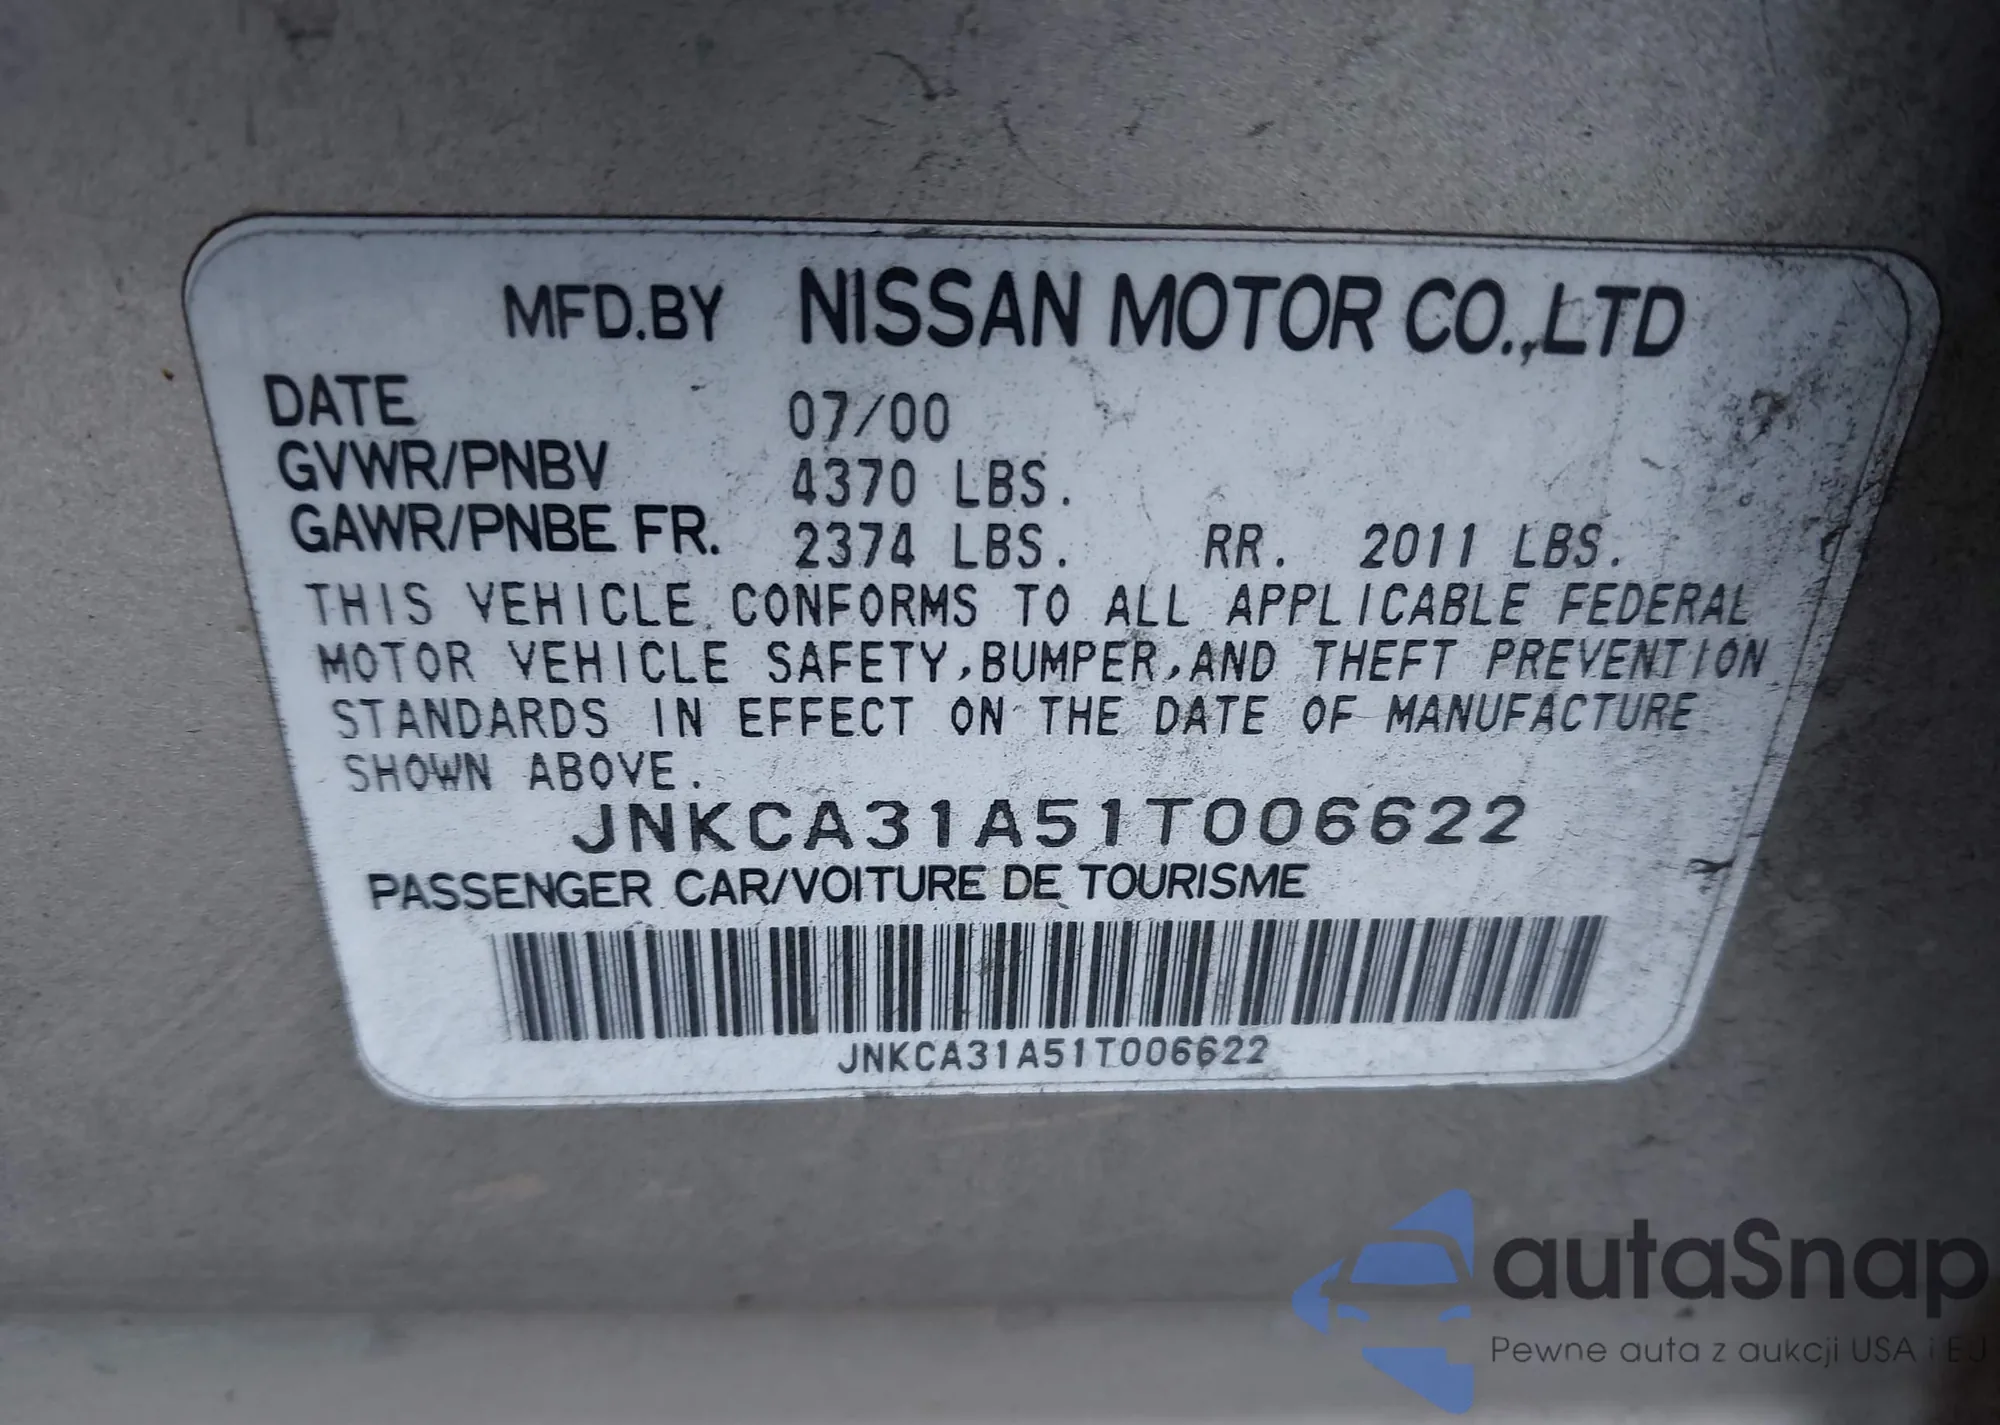 MFD.BY NISSAN MOTOR CO.,LTD
DATE 07/00
GVWR/PNBV 4370 LBS.
GAWR/PNBE FR. 2374 LBS. RR. 2011 LBS.
THIS VEHICLE CONFORMS TO ALL APPLICABLE FEDERAL
MOTOR VEHICLE SAFETY,BUMPER,AND THEFT PREVENTION
STANDARDS IN EFFECT ON THE DATE OF MANUFACTURE
SHOWN ABOVE.
JNKCA31A51T006622
PASSENGER CAR/VOITURE DE TOURISME
JNKCA31A51T006622
autaSnap
Pewne auta z aukcji USA i EU